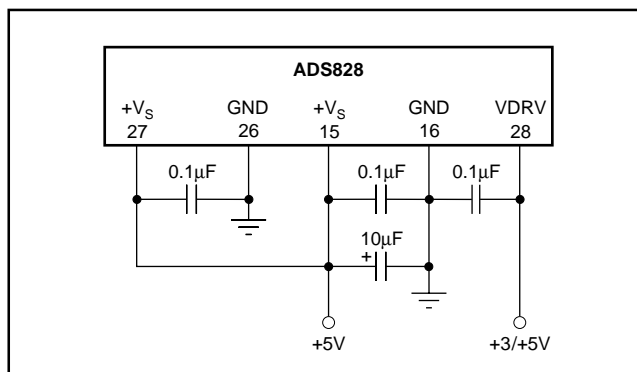 ADS828
+VS GND +VS GND VDRV
27 26 15 16 28
0.1µF 0.1µF 0.1µF
10µF
+
+5V +3/+5V